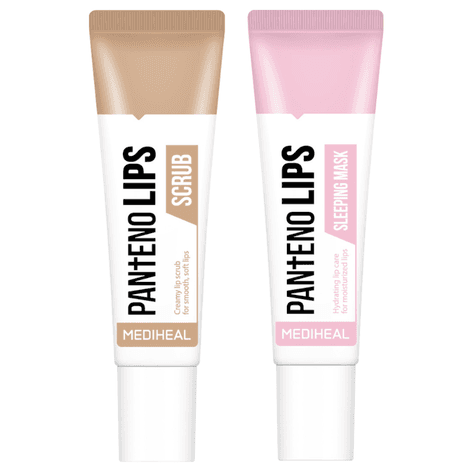 PANTENO LIPS
SCRUB
Creamy lip scrub
for smooth, soft lips
MEDIHEAL
PANTENO LIPS
SLEEPING MASK
Hydrating lip care
for moisturized lips
MEDIHEAL